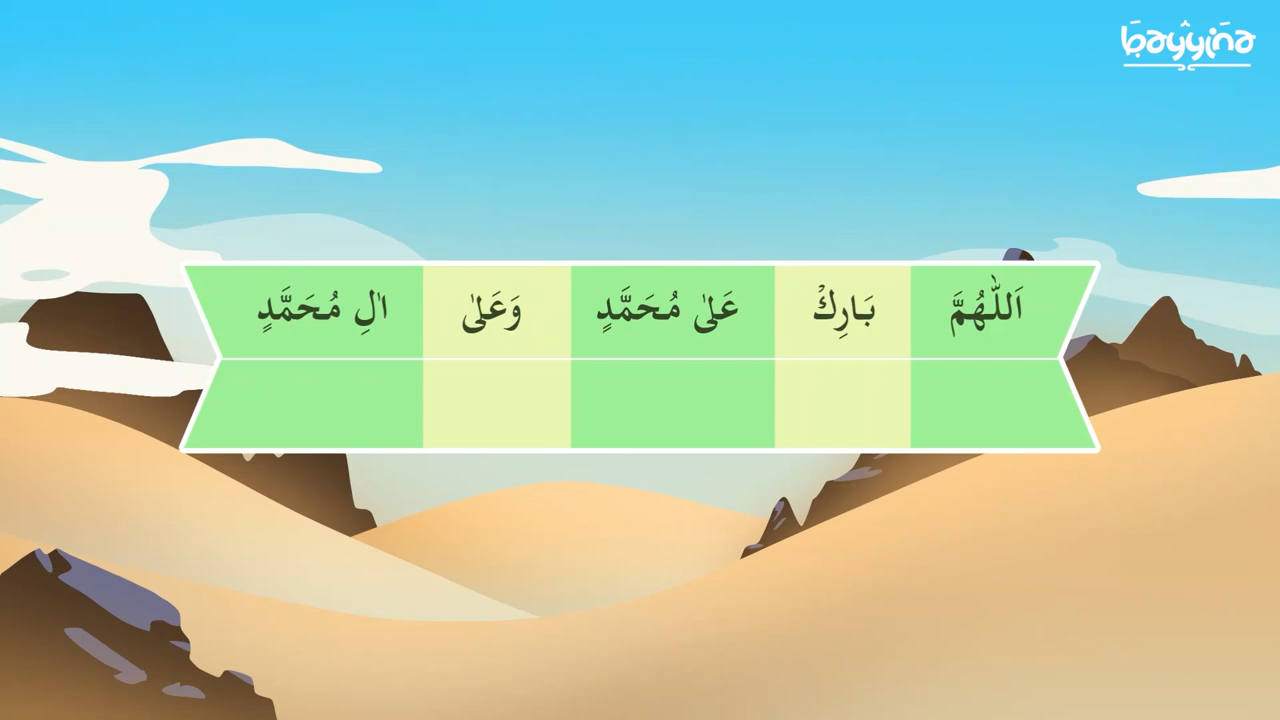 bayyina
اَللّٰهُمَّ بَارِكْ عَلٰى مُحَمَّدٍ وَعَلٰى اٰلِ مُحَمَّدٍ